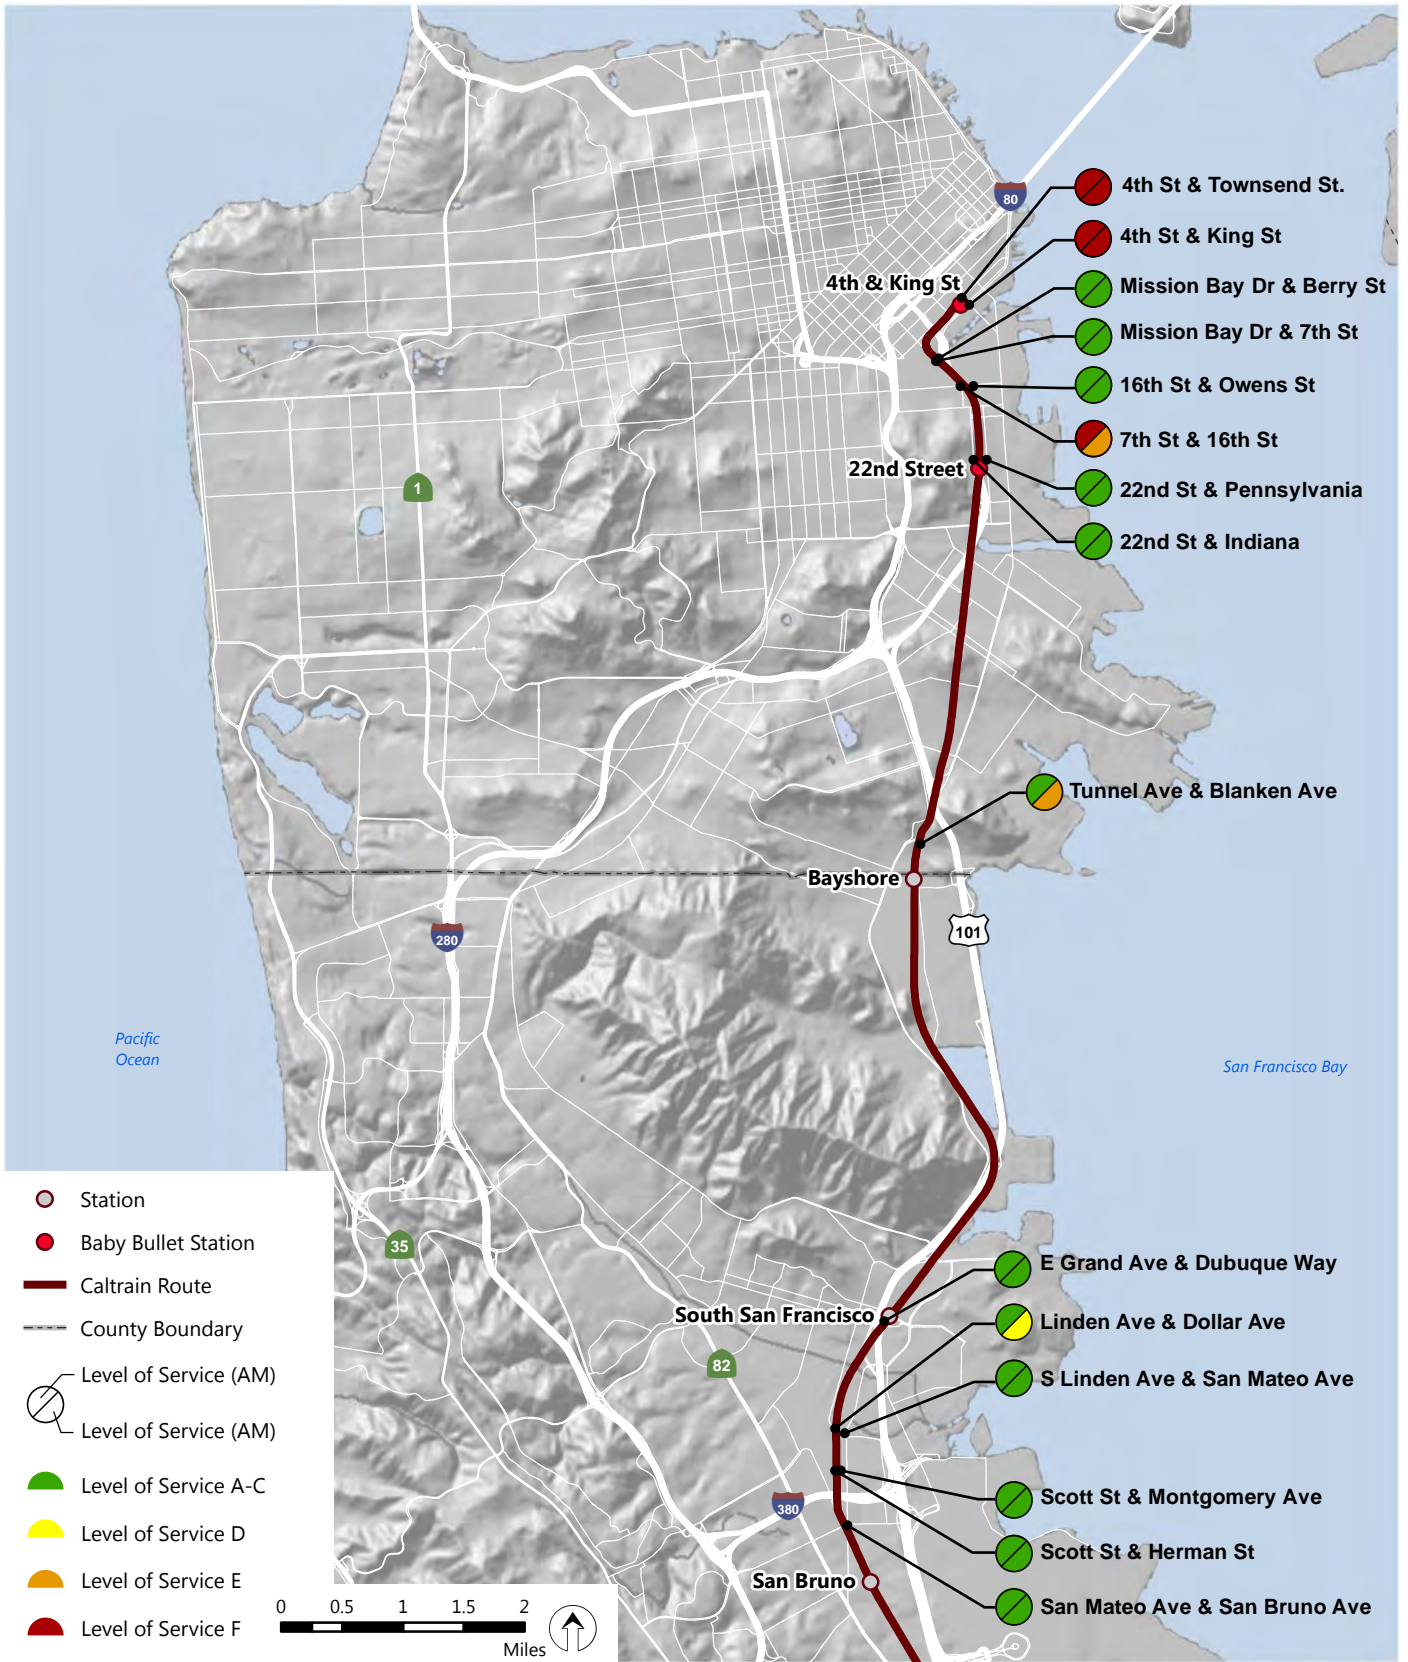 80
4th St & Townsend St.
4th St & King St
4th & King St
Mission Bay Dr & Berry St
Mission Bay Dr & 7th St
16th St & Owens St
7th St & 16th St
22nd Street
1
22nd St & Pennsylvania
22nd St & Indiana
Tunnel Ave & Blanken Ave
Bayshore
280
101
Pacific
Ocean
San Francisco Bay
35
E Grand Ave & Dubuque Way
South San Francisco
Linden Ave & Dollar Ave
82
S Linden Ave & San Mateo Ave
Scott St & Montgomery Ave
380
Scott St & Herman St
San Bruno
San Mateo Ave & San Bruno Ave
Station
Baby Bullet Station
Caltrain Route
County Boundary
Level of Service (AM)
Level of Service (AM)
Level of Service A-C
Level of Service D
Level of Service E
Level of Service F
0 0.5 1 1.5 2
Miles